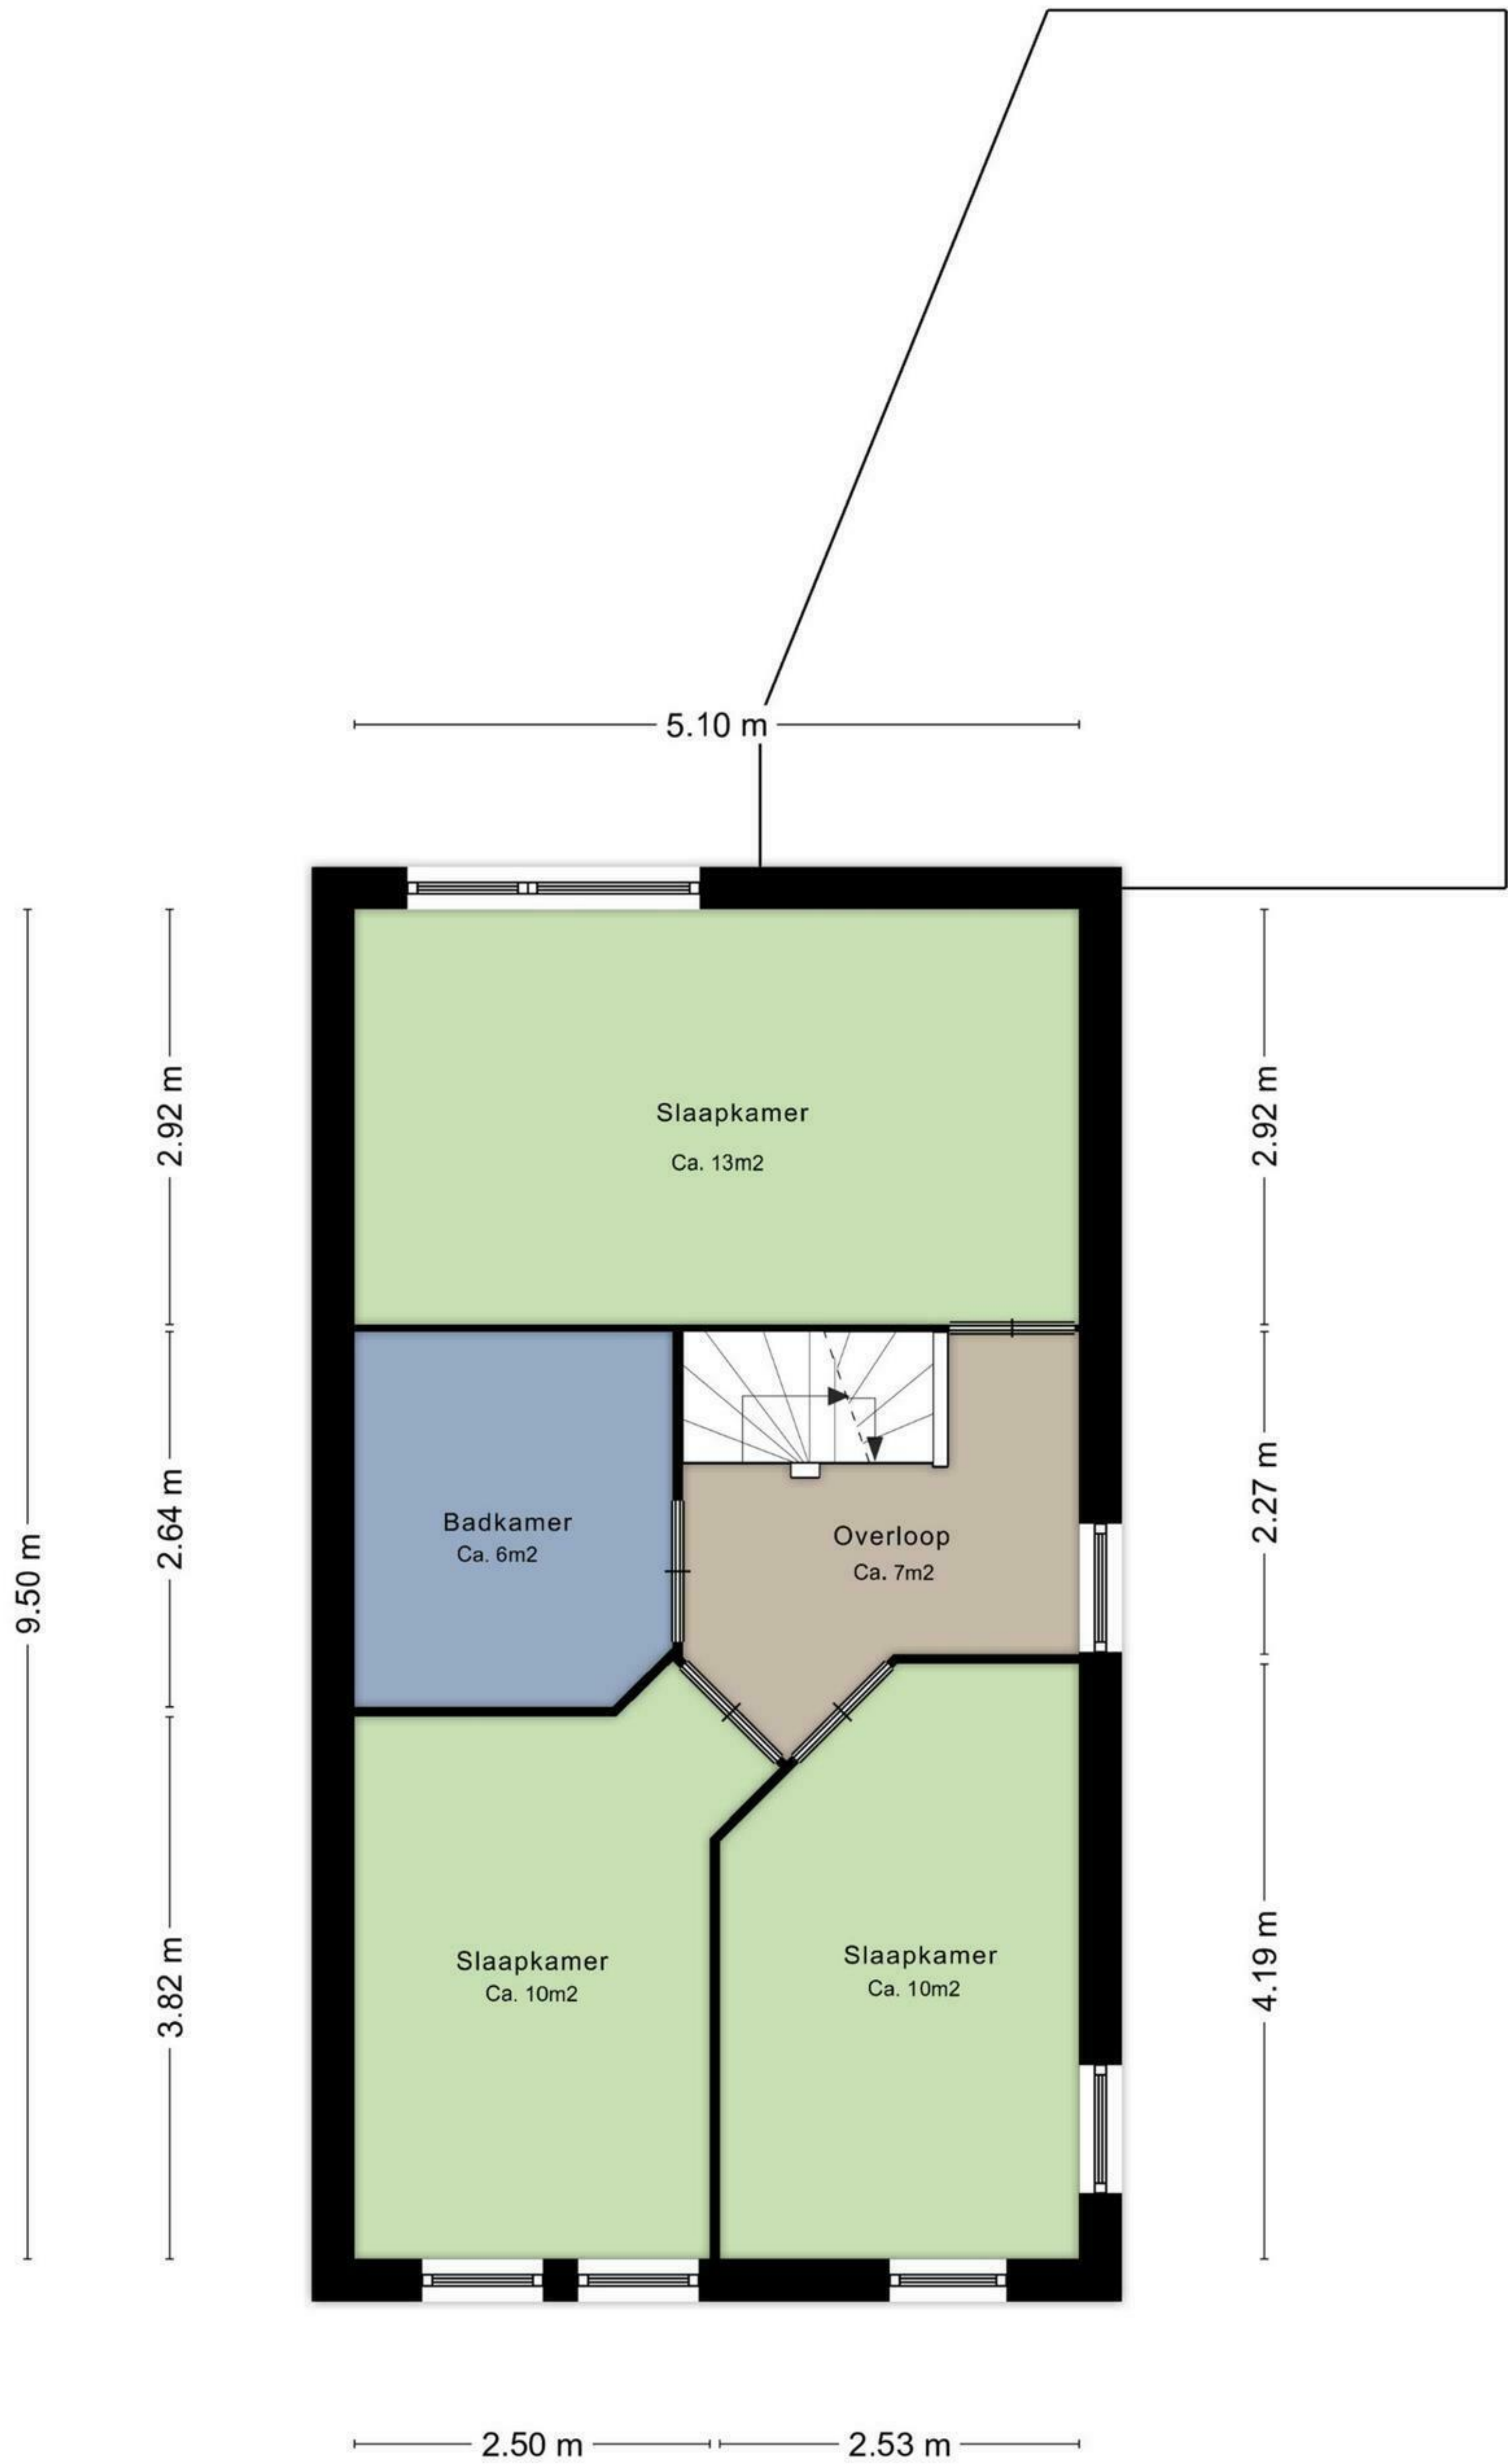 5.10 m
2.92 m
2.92 m
Slaapkamer
Ca. 13m2
9.50 m
2.64 m
2.27 m
Badkamer
Ca. 6m2
Overloop
Ca. 7m2
3.82 m
4.19 m
Slaapkamer
Ca. 10m2
Slaapkamer
Ca. 10m2
2.50 m
2.53 m